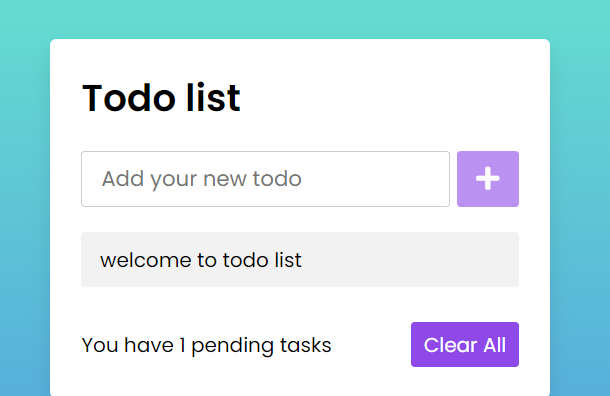 Todo list
Add your new todo
welcome to todo list
You have 1 pending tasks
Clear All